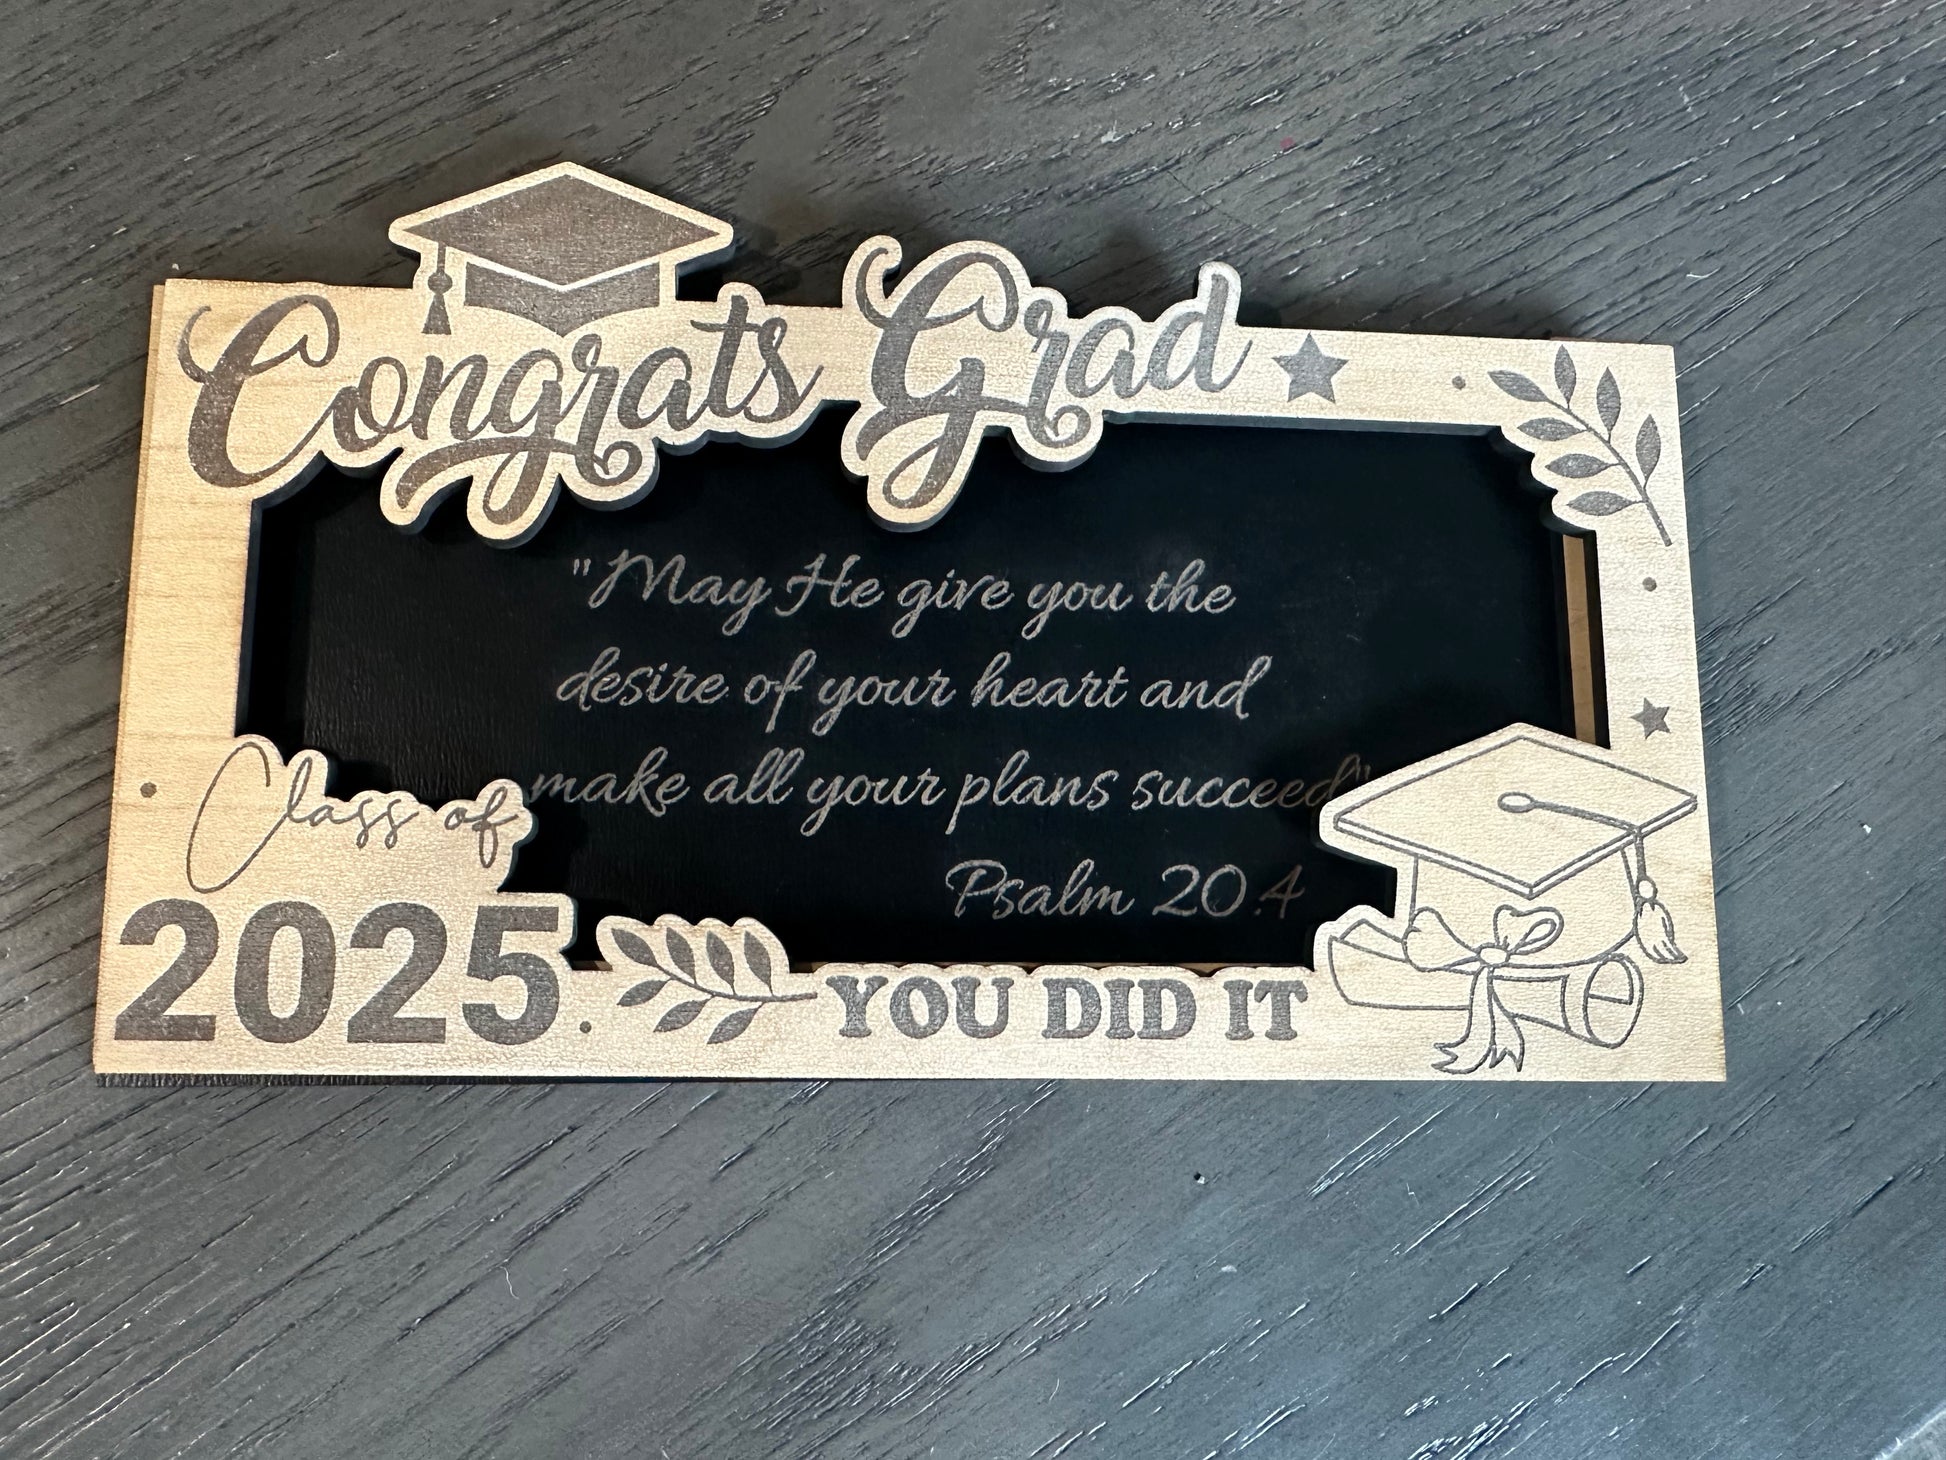 Congrats Grad
"May He give you the
desire of your heart and
make all your plans succeed"
Psalm 20:4
Class of
2025
YOU DID IT